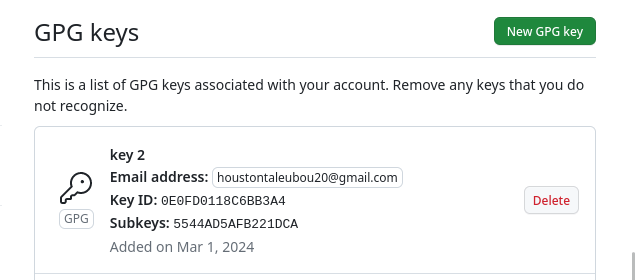 GPG keys
New GPG key
This is a list of GPG keys associated with your account. Remove any keys that you do
not recognize.
key 2
Email address: houstontaleubou20@gmail.com
Key ID: 0E0FD0118C6BB3A4
GPG
Subkeys: 5544AD5AFB221DCA
Delete
Added on Mar 1, 2024